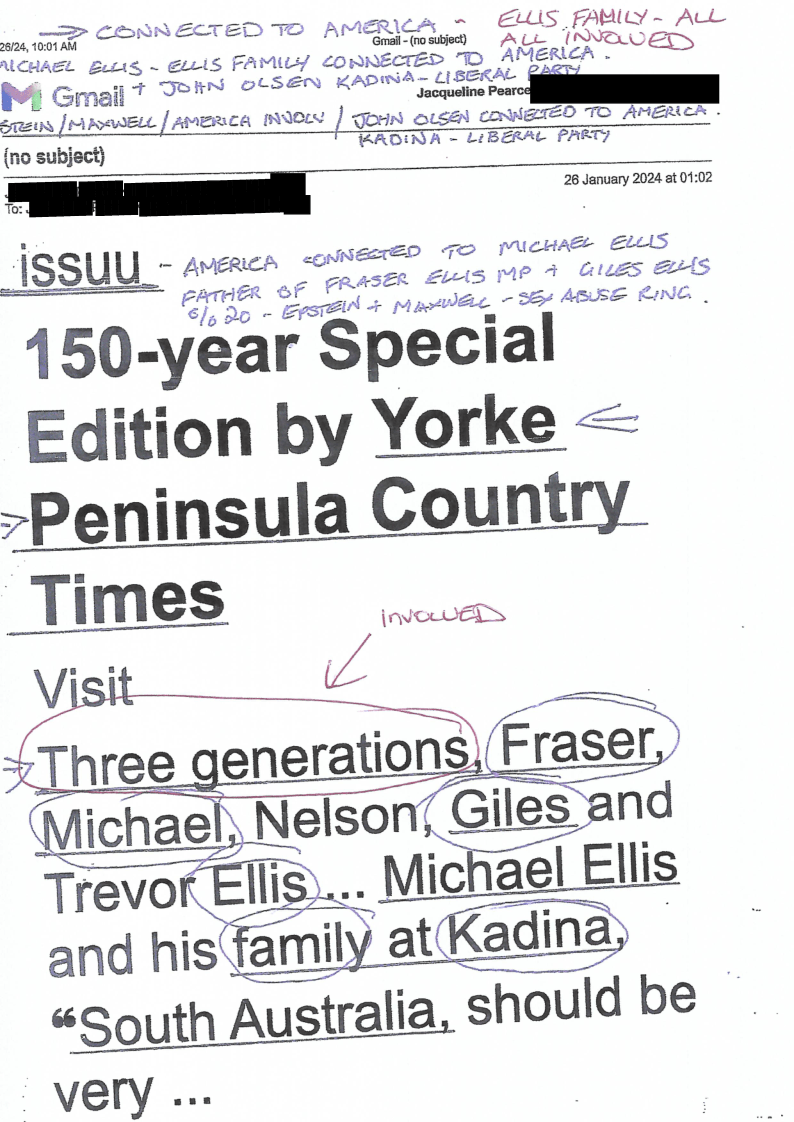 → CONNECTED TO AMERICA - ELLIS FAMILY - ALL
ALL INVOLVED
26/24, 10:01 AM Gmail - (no subject)
MICHAEL ELLIS - ELLIS FAMILY CONNECTED TO AMERICA.
+ JOHN OLSEN KADINA - LIBERAL PARTY
Gmail Jacqueline Pearce
STEIN/MAXWELL/AMERICA INVOLV / JOHN OLSEN CONNECTED TO AMERICA.
KADINA - LIBERAL PARTY
(no subject)
26 January 2024 at 01:02
To:
issuu - AMERICA CONNECTED TO MICHAEL ELLIS
FATHER OF FRASER ELLIS MP + GILES ELLIS
EPSTEIN + MAXWELL - SEX ABUSE RING.
150-year Special
Edition by Yorke
Peninsula Country
Times
INVOLVED
Visit
Three generations, Fraser,
Michael, Nelson, Giles and
Trevor Ellis ... Michael Ellis
and his family at Kadina,
“South Australia, should be
very ...